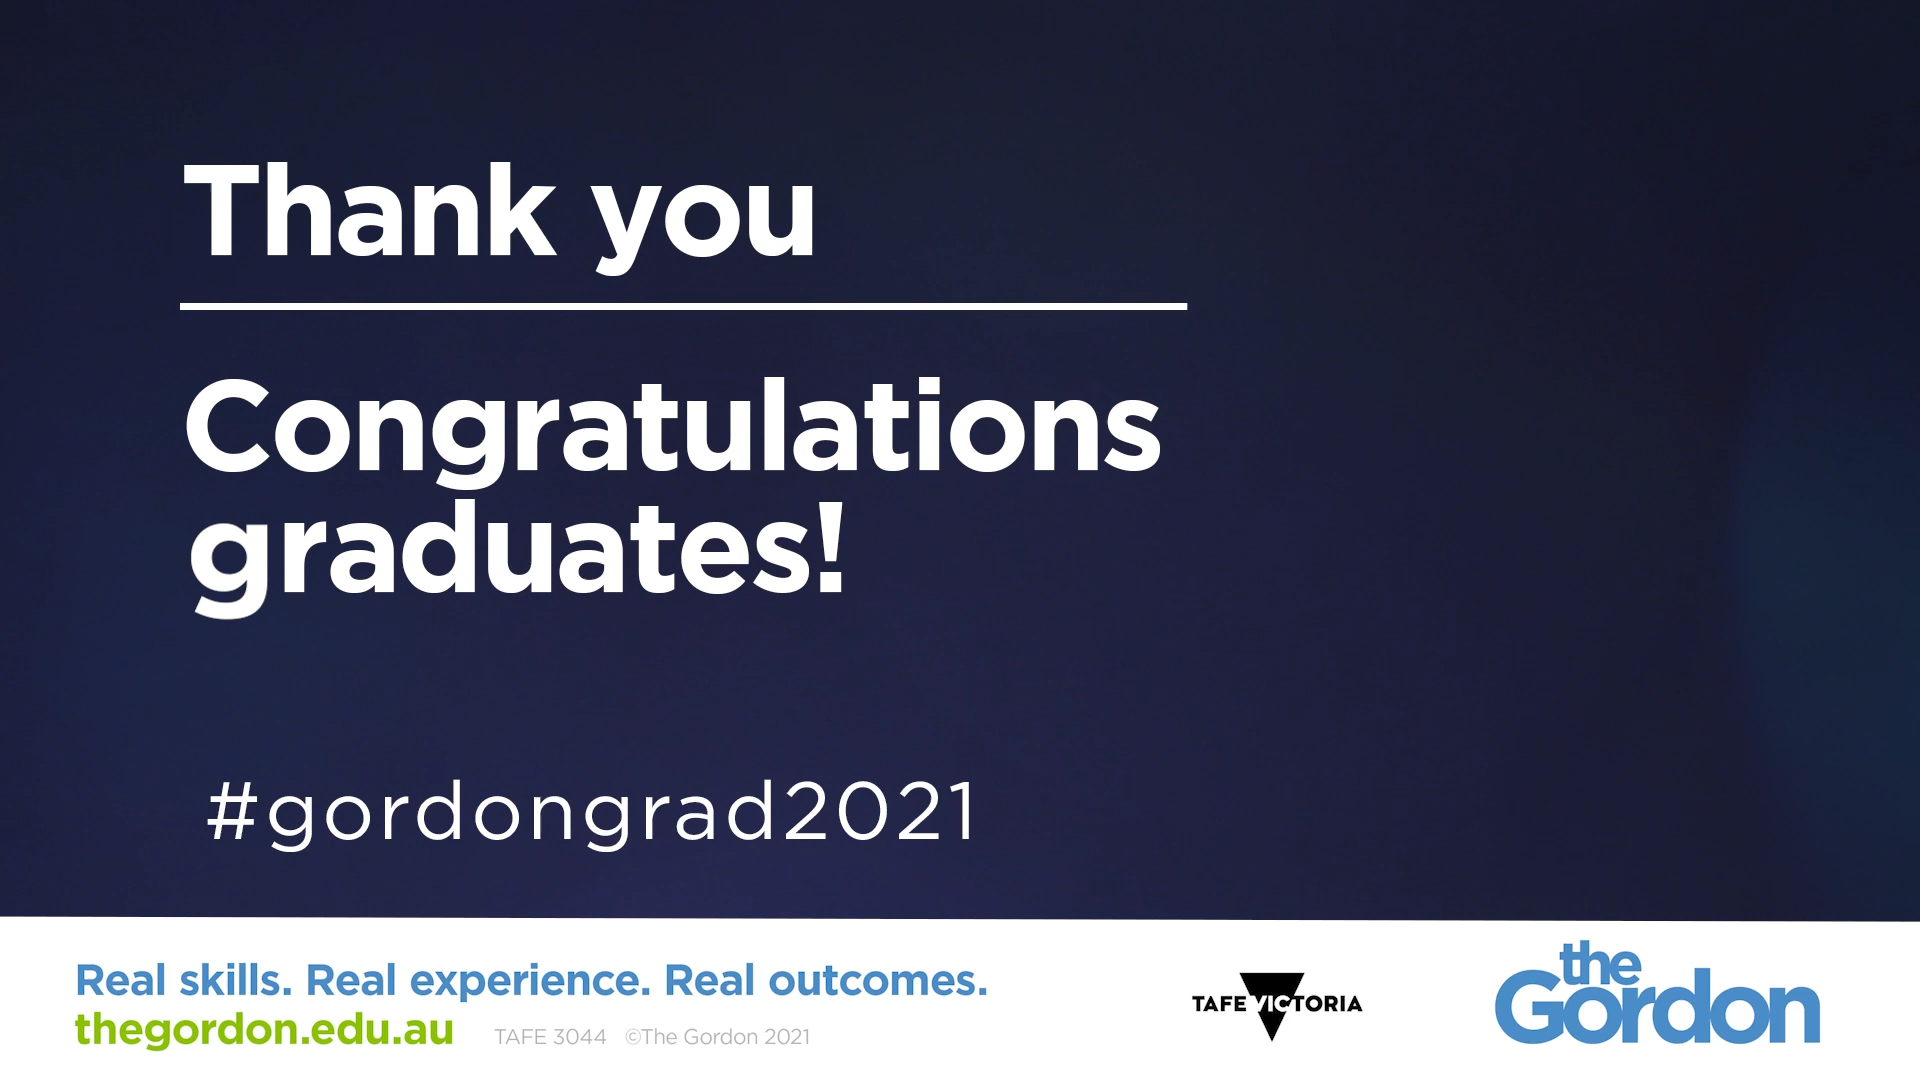 Thank you
Congratulations
graduates!
#gordongrad2021
Real skills. Real experience. Real outcomes.
thegordon.edu.au TAFE 3044 ©The Gordon 2021
TAFE VICTORIA
the
Gordon